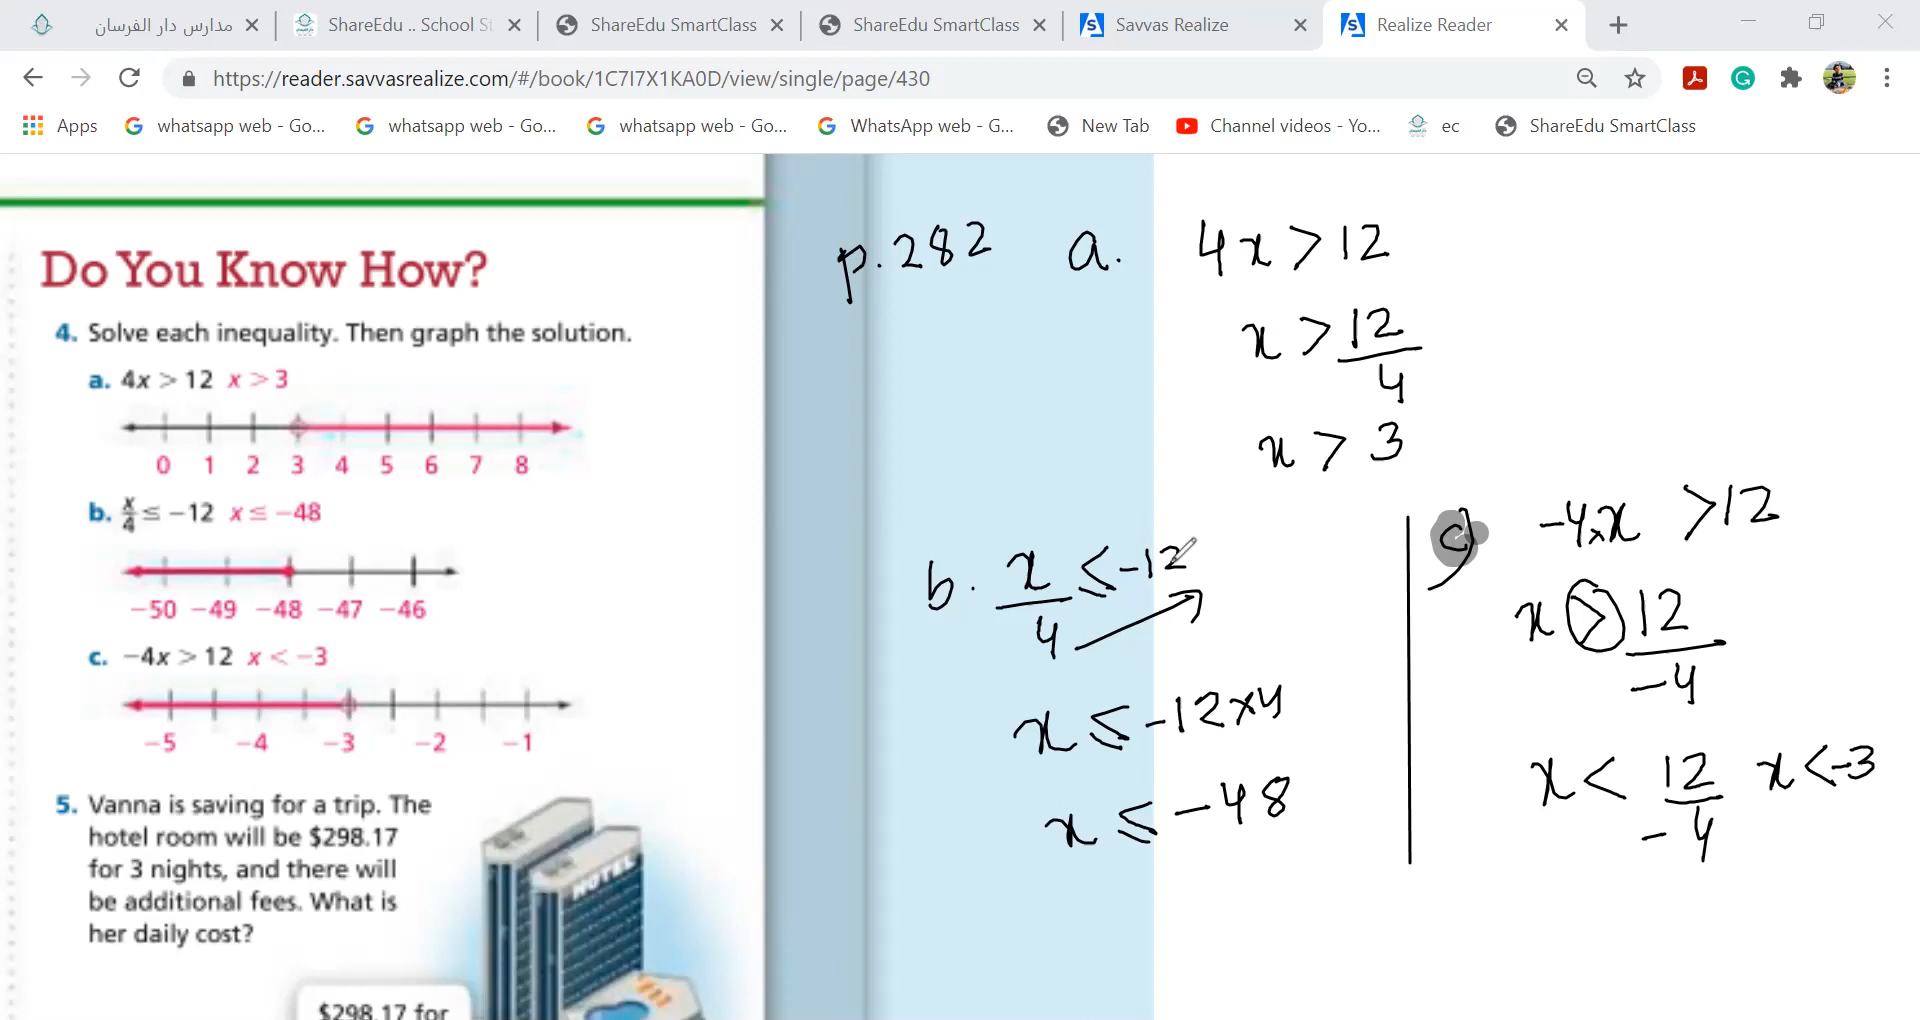 مدارس دار الفرسان
ShareEdu .. School S
ShareEdu SmartClass
ShareEdu SmartClass
Savvas Realize
Realize Reader
https://reader.savvasrealize.com/#/book/1C7I7X1KA0D/view/single/page/430
Apps
whatsapp web - Go...
whatsapp web - Go...
whatsapp web - Go...
WhatsApp web - G...
New Tab
Channel videos - Yo...
ec
ShareEdu SmartClass
Do You Know How?
4. Solve each inequality. Then graph the solution.
a. 4x > 12 x > 3
0 1 2 3 4 5 6 7 8
b. x/4 ≤ −12 x ≤ −48
−50 −49 −48 −47 −46
c. −4x > 12 x < −3
−5 −4 −3 −2 −1
5. Vanna is saving for a trip. The
hotel room will be $298.17
for 3 nights, and there will
be additional fees. What is
her daily cost?
HOTEL
$298.17 for
p. 282 a. 4x > 12
x > 12/4
x > 3
b. x/4 ≤ -12
x ≤ -12×4
x ≤ -48
c) -4×x > 12
x > 12/-4
x < 12/-4 x < -3